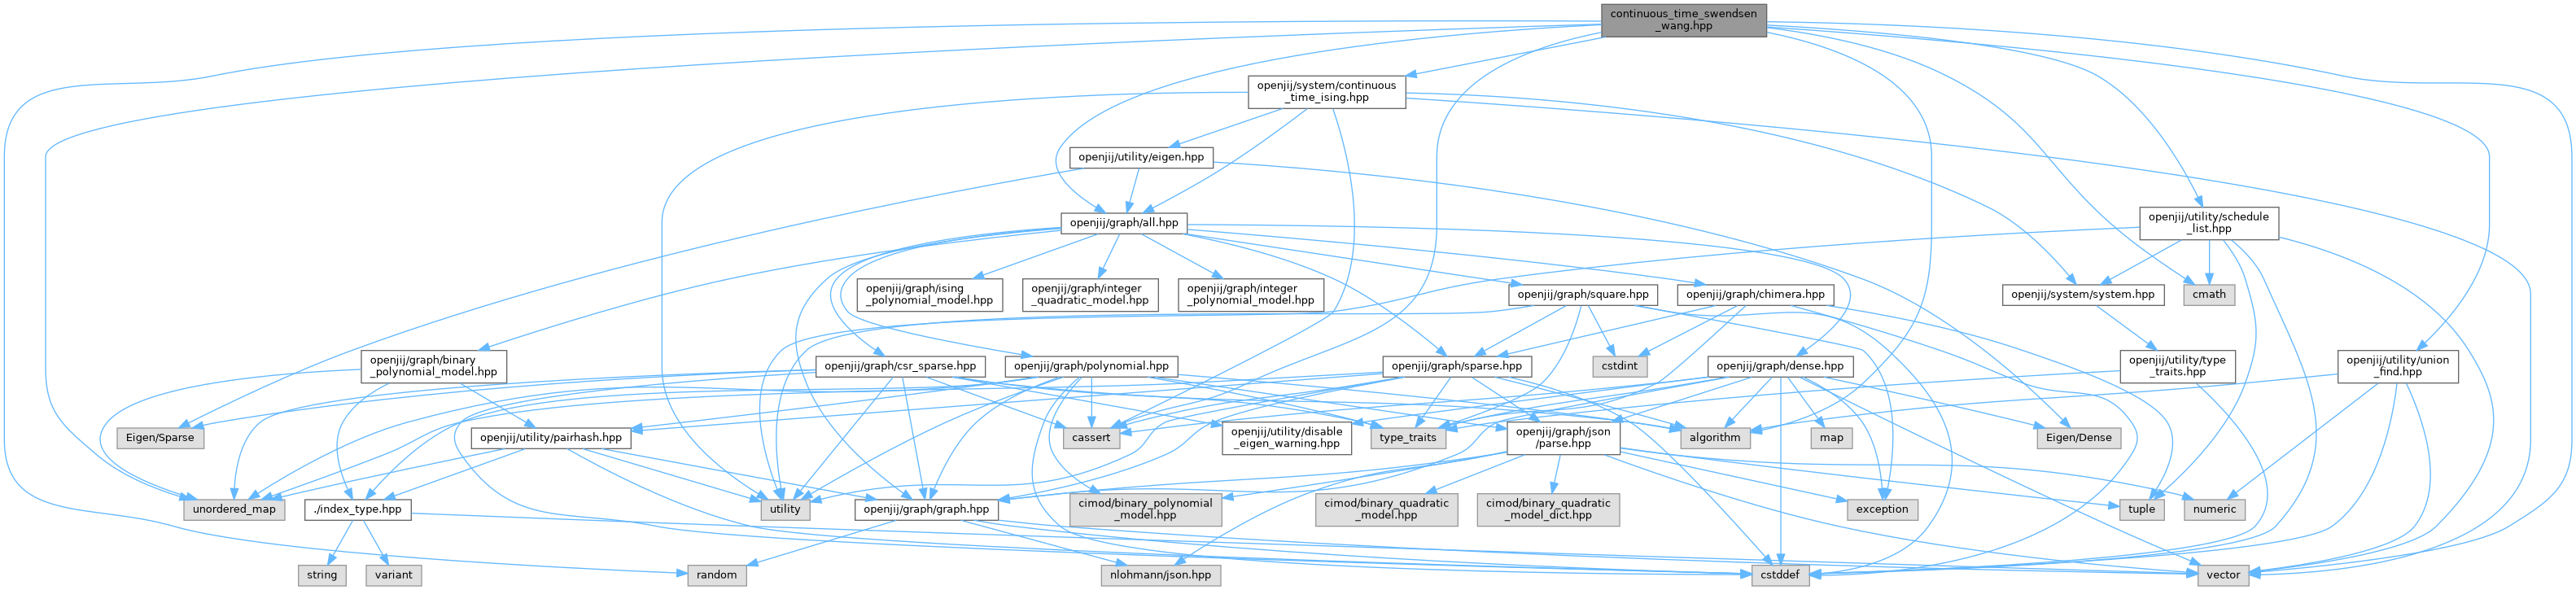 continuous_time_swendsen
_wang.hpp
openjij/system/continuous
_time_ising.hpp
openjij/utility/eigen.hpp
openjij/graph/all.hpp
openjij/utility/schedule
_list.hpp
openjij/graph/ising
_polynomial_model.hpp
openjij/graph/integer
_quadratic_model.hpp
openjij/graph/integer
_polynomial_model.hpp
openjij/graph/square.hpp
openjij/graph/chimera.hpp
openjij/system/system.hpp
cmath
openjij/graph/binary
_polynomial_model.hpp
openjij/graph/csr_sparse.hpp
openjij/graph/polynomial.hpp
openjij/graph/sparse.hpp
cstdint
openjij/graph/dense.hpp
openjij/utility/type
_traits.hpp
openjij/utility/union
_find.hpp
Eigen/Sparse
openjij/utility/pairhash.hpp
cassert
openjij/utility/disable
_eigen_warning.hpp
type_traits
openjij/graph/json
/parse.hpp
algorithm
map
Eigen/Dense
unordered_map
./index_type.hpp
utility
openjij/graph/graph.hpp
cimod/binary_polynomial
_model.hpp
cimod/binary_quadratic
_model.hpp
cimod/binary_quadratic
_model_dict.hpp
exception
tuple
numeric
string
variant
random
nlohmann/json.hpp
cstddef
vector